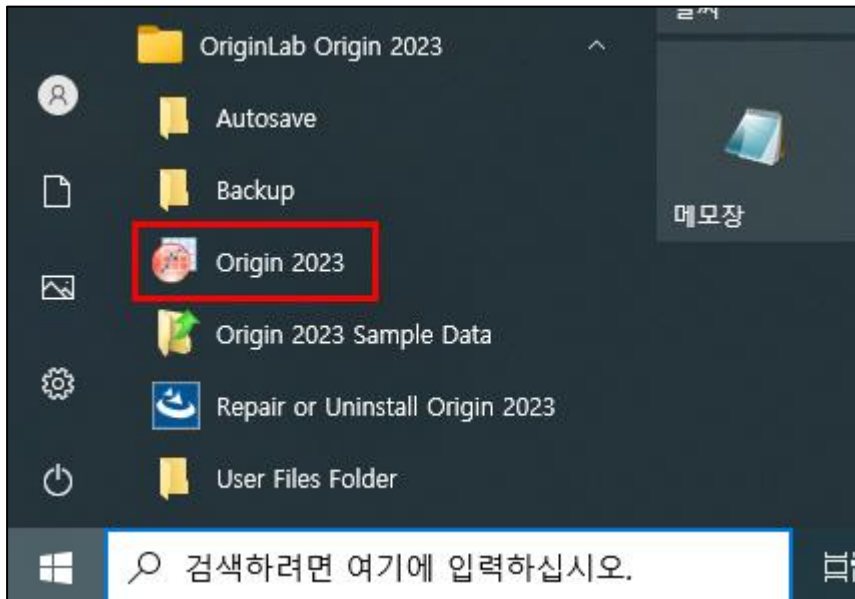 OriginLab Origin 2023
Autosave
Backup
Origin 2023
Origin 2023 Sample Data
Repair or Uninstall Origin 2023
User Files Folder
메모장
검색하려면 여기에 입력하십시오.